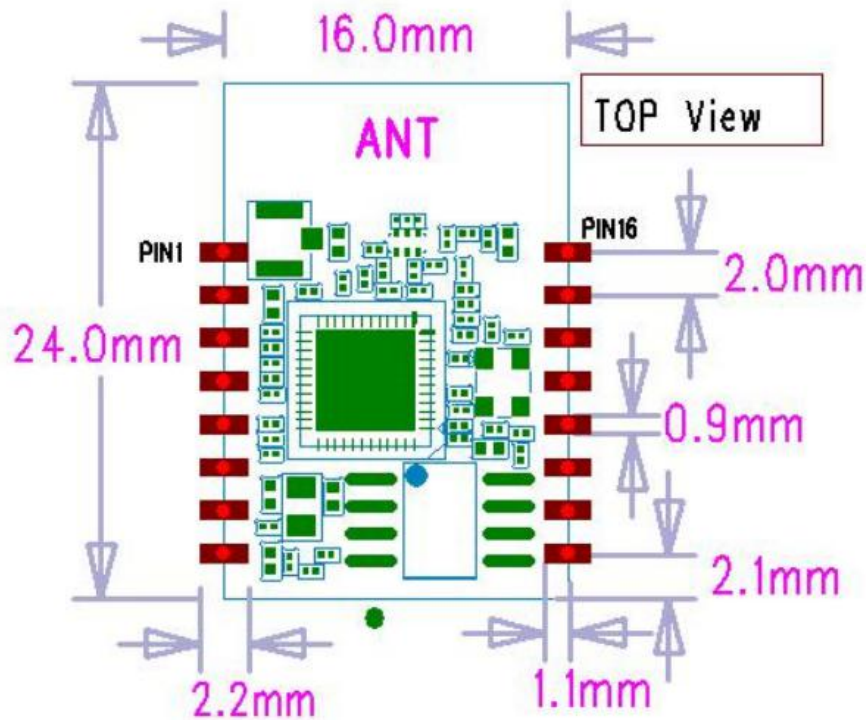 16.0mm
TOP View
ANT
PIN1
PIN16
2.0mm
24.0mm
0.9mm
2.1mm
2.2mm
1.1mm